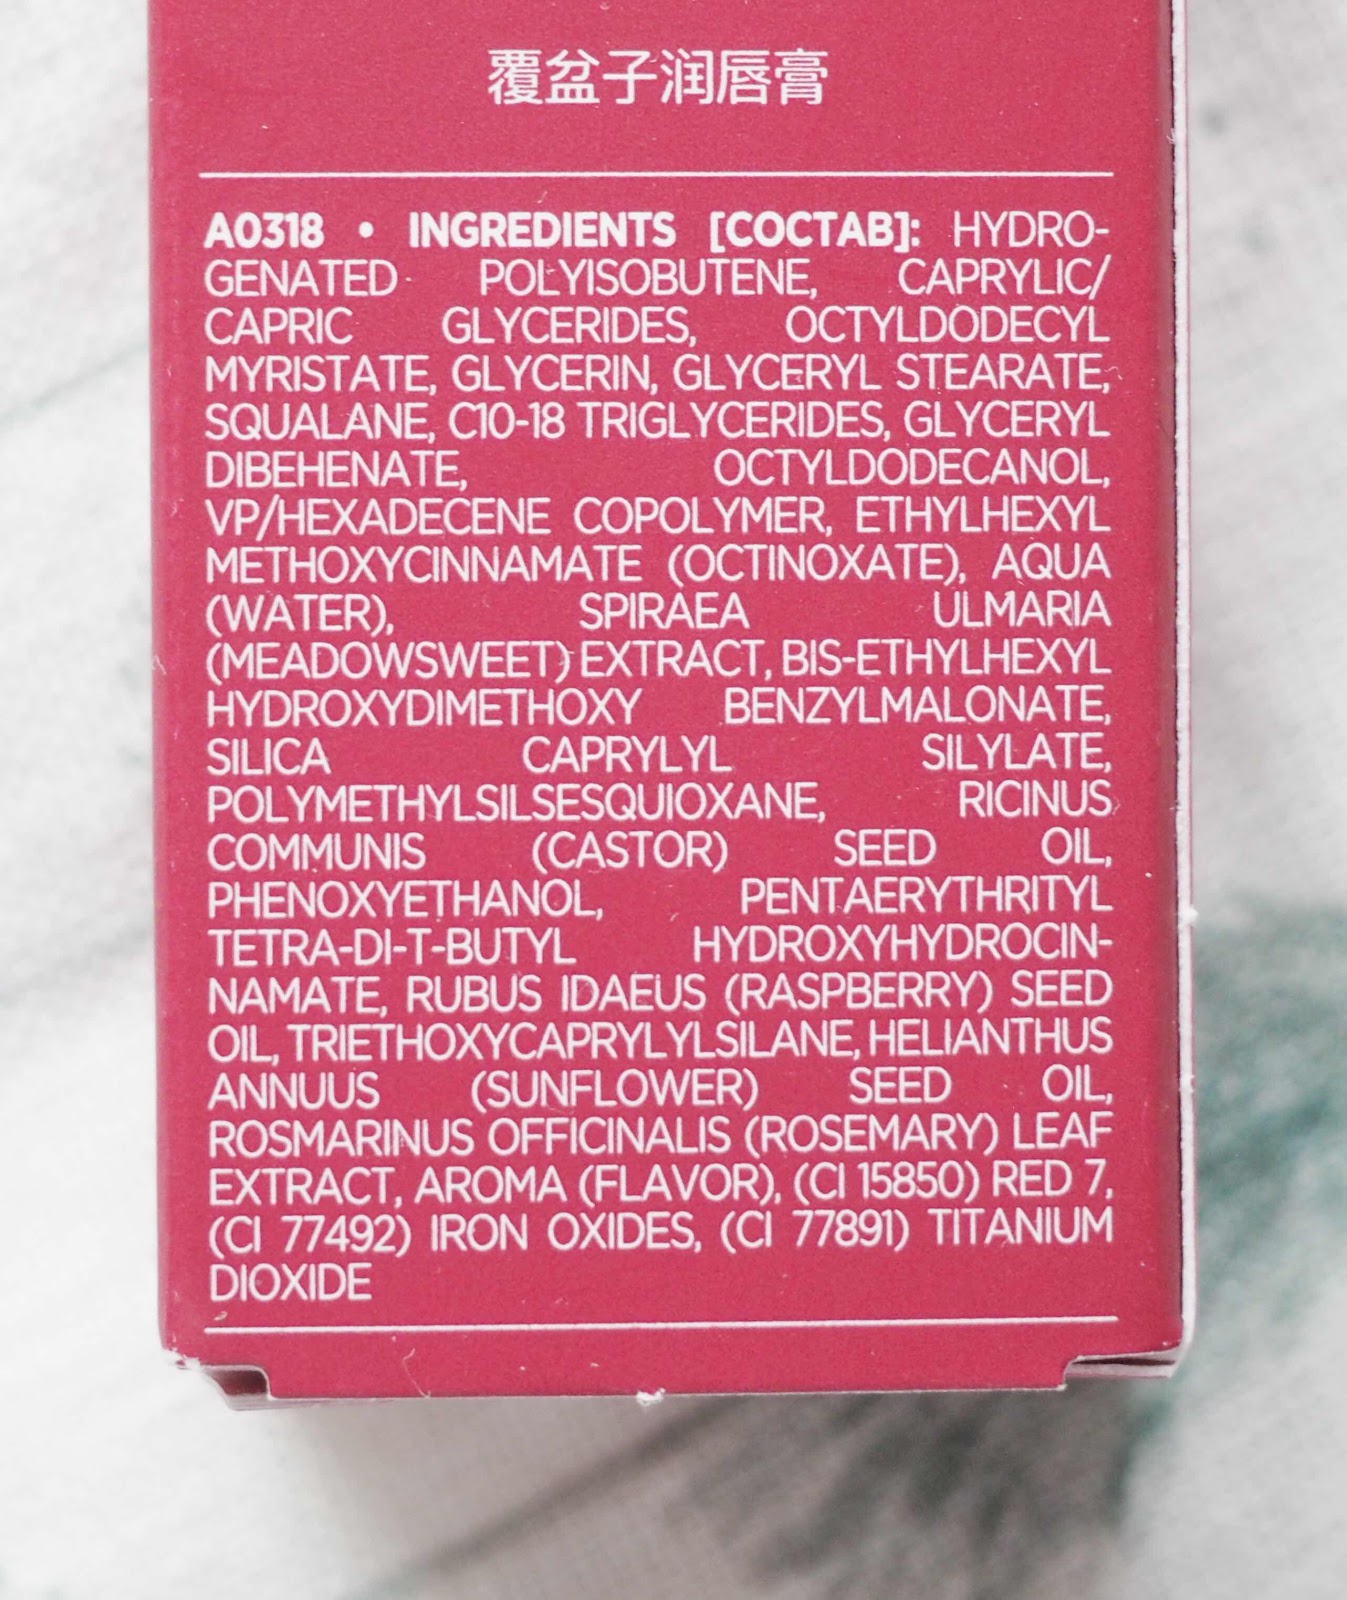 覆盆子润唇膏
A0318 • INGREDIENTS [СОСТАВ]: HYDRO-
GENATED POLYISOBUTENE, CAPRYLIC/
CAPRIC GLYCERIDES, OCTYLDODECYL
MYRISTATE, GLYCERIN, GLYCERYL STEARATE,
SQUALANE, C10-18 TRIGLYCERIDES, GLYCERYL
DIBEHENATE, OCTYLDODECANOL,
VP/HEXADECENE COPOLYMER, ETHYLHEXYL
METHOXYCINNAMATE (OCTINOXATE), AQUA
(WATER), SPIRAEA ULMARIA
(MEADOWSWEET) EXTRACT, BIS-ETHYLHEXYL
HYDROXYDIMETHOXY BENZYLMALONATE,
SILICA CAPRYLYL SILYLATE,
POLYMETHYLSILSESQUIOXANE, RICINUS
COMMUNIS (CASTOR) SEED OIL,
PHENOXYETHANOL, PENTAERYTHRITYL
TETRA-DI-T-BUTYL HYDROXYHYDROCIN-
NAMATE, RUBUS IDAEUS (RASPBERRY) SEED
OIL, TRIETHOXYCAPRYLYLSILANE, HELIANTHUS
ANNUUS (SUNFLOWER) SEED OIL,
ROSMARINUS OFFICINALIS (ROSEMARY) LEAF
EXTRACT, AROMA (FLAVOR), (CI 15850) RED 7,
(CI 77492) IRON OXIDES, (CI 77891) TITANIUM
DIOXIDE